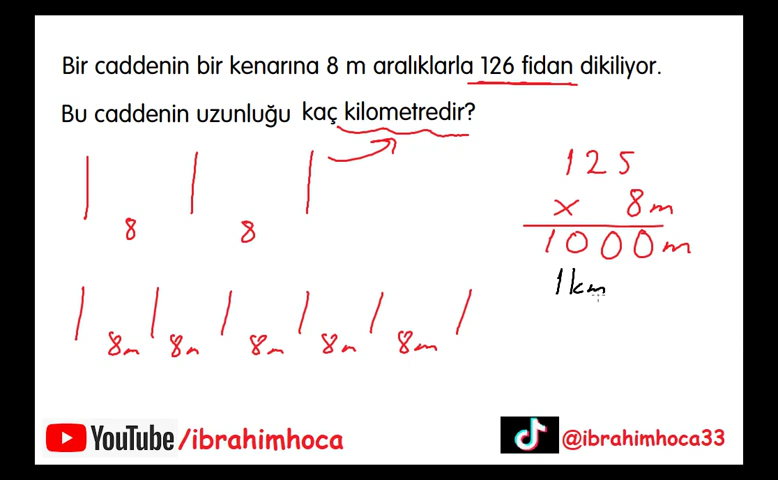 Bir caddenin bir kenarına 8 m aralıklarla 126 fidan dikiliyor.
Bu caddenin uzunluğu kaç kilometredir?
8 8
125
x 8m
1000m
1km
8m 8m 8m 8m 8m
YouTube/ibrahimhoca
@ibrahimhoca33